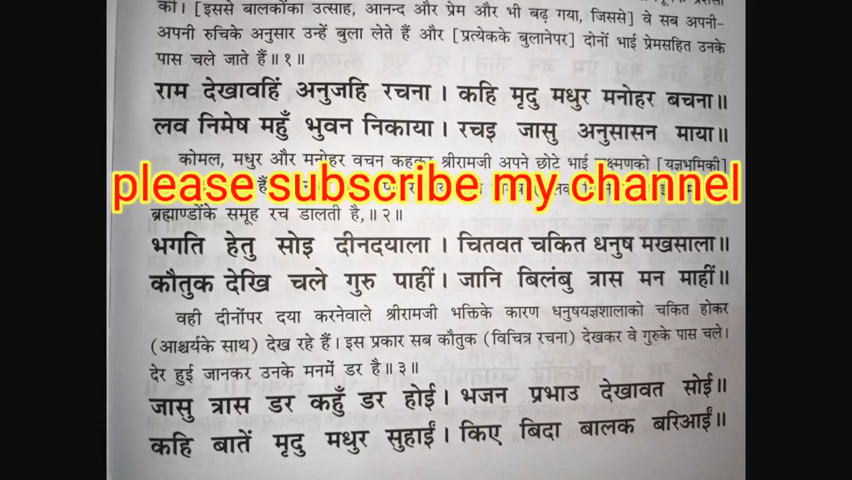 की। [इससे बालकोंका उत्साह, आनन्द और प्रेम और भी बढ़ गया, जिससे] वे सब अपनी-
अपनी रुचिके अनुसार उन्हें बुला लेते हैं और [प्रत्येकके बुलानेपर] दोनों भाई प्रेमसहित उनके
पास चले जाते हैं॥१॥
राम देखावहिं अनुजहि रचना। कहि मृदु मधुर मनोहर बचना॥
लव निमेष महुँ भुवन निकाया। रचइ जासु अनुसासन माया॥
कोमल, मधुर और मनोहर वचन कहकर श्रीरामजी अपने छोटे भाई लक्ष्मणको [यज्ञभूमिकी]
please subscribe my channel
ब्रह्माण्डोंके समूह रच डालती है,॥२॥
भगति हेतु सोइ दीनदयाला। चितवत चकित धनुष मखसाला॥
कौतुक देखि चले गुरु पाहीं। जानि बिलंबु त्रास मन माहीं॥
वही दीनोंपर दया करनेवाले श्रीरामजी भक्तिके कारण धनुषयज्ञशालाको चकित होकर
(आश्चर्यके साथ) देख रहे हैं। इस प्रकार सब कौतुक (विचित्र रचना) देखकर वे गुरुके पास चले।
देर हुई जानकर उनके मनमें डर है॥३॥
जासु त्रास डर कहुँ डर होई। भजन प्रभाउ देखावत सोई॥
कहि बातें मृदु मधुर सुहाईं। किए बिदा बालक बरिआईं॥